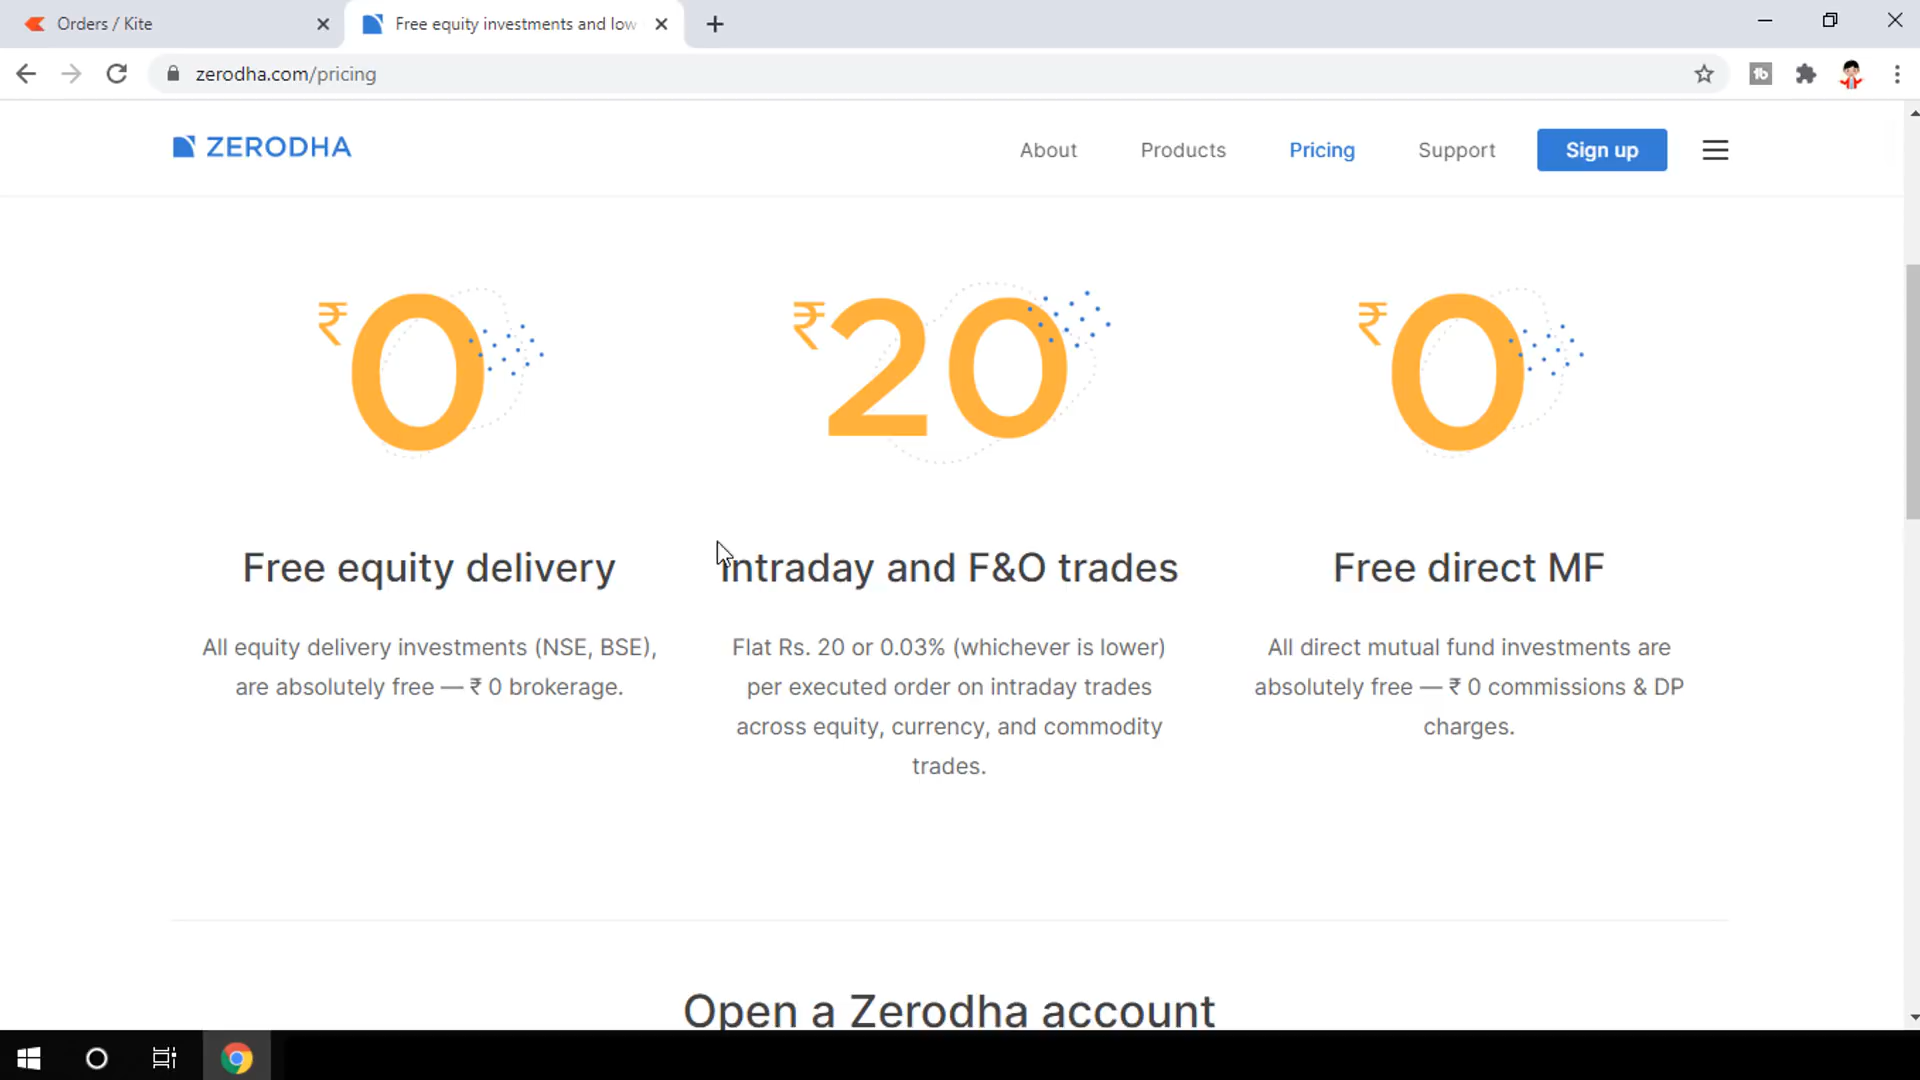 Orders / Kite
Free equity investments and low
zerodha.com/pricing
ZERODHA
About
Products
Pricing
Support
Sign up
₹0
₹20
₹0
Free equity delivery
Intraday and F&O trades
Free direct MF
All equity delivery investments (NSE, BSE),
are absolutely free — ₹ 0 brokerage.
Flat Rs. 20 or 0.03% (whichever is lower)
per executed order on intraday trades
across equity, currency, and commodity
trades.
All direct mutual fund investments are
absolutely free — ₹ 0 commissions & DP
charges.
Open a Zerodha account